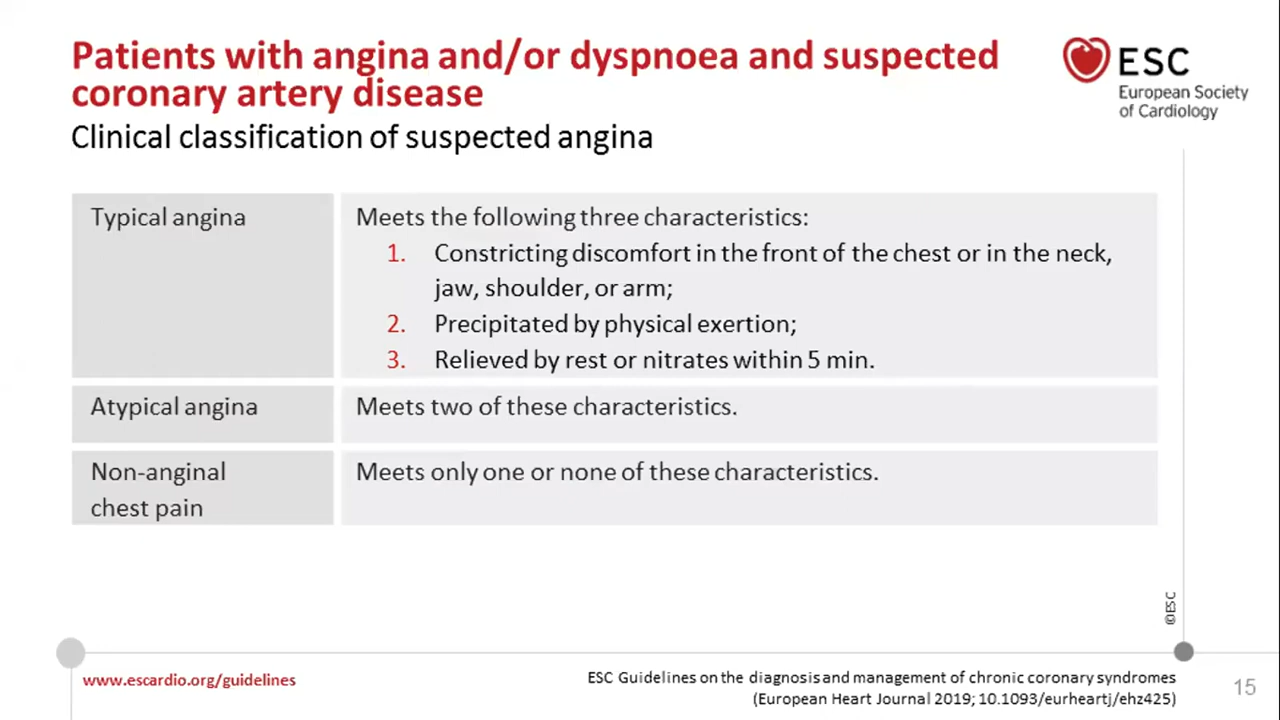 Patients with angina and/or dyspnoea and suspected
coronary artery disease
Clinical classification of suspected angina
ESC
European Society
of Cardiology
Typical angina
Meets the following three characteristics:
1. Constricting discomfort in the front of the chest or in the neck,
jaw, shoulder, or arm;
2. Precipitated by physical exertion;
3. Relieved by rest or nitrates within 5 min.
Atypical angina
Meets two of these characteristics.
Non-anginal
chest pain
Meets only one or none of these characteristics.
©ESC
www.escardio.org/guidelines
ESC Guidelines on the diagnosis and management of chronic coronary syndromes
(European Heart Journal 2019; 10.1093/eurheartj/ehz425)
15